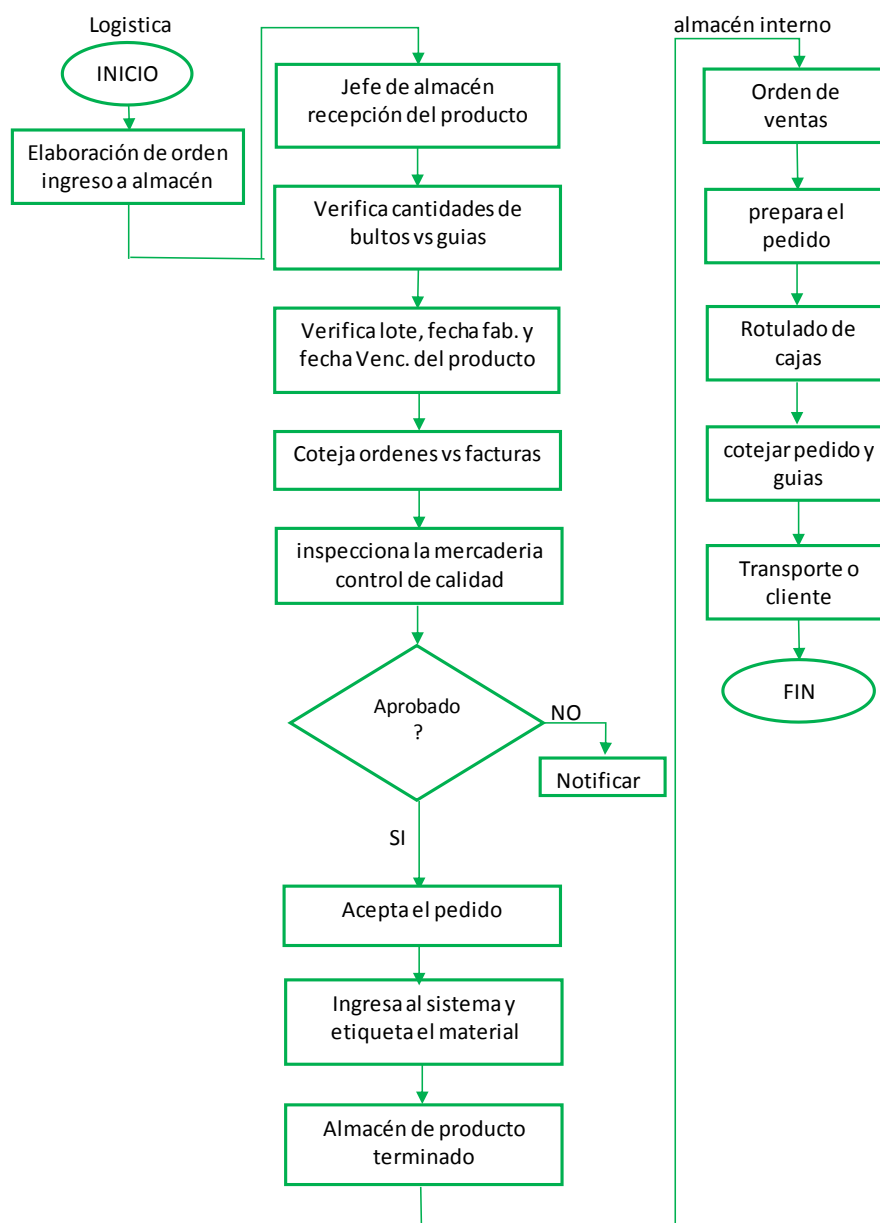 Logistica
INICIO
Elaboración de orden
ingreso a almacén
Jefe de almacén
recepción del producto
Verifica cantidades de
bultos vs guias
Verifica lote, fecha fab. y
fecha Venc. del producto
Coteja ordenes vs facturas
inspecciona la mercaderia
control de calidad
Aprobado
?
NO
Notificar
SI
Acepta el pedido
Ingresa al sistema y
etiqueta el material
Almacén de producto
terminado
almacén interno
Orden de
ventas
prepara el
pedido
Rotulado de
cajas
cotejar pedido y
guias
Transporte o
cliente
FIN